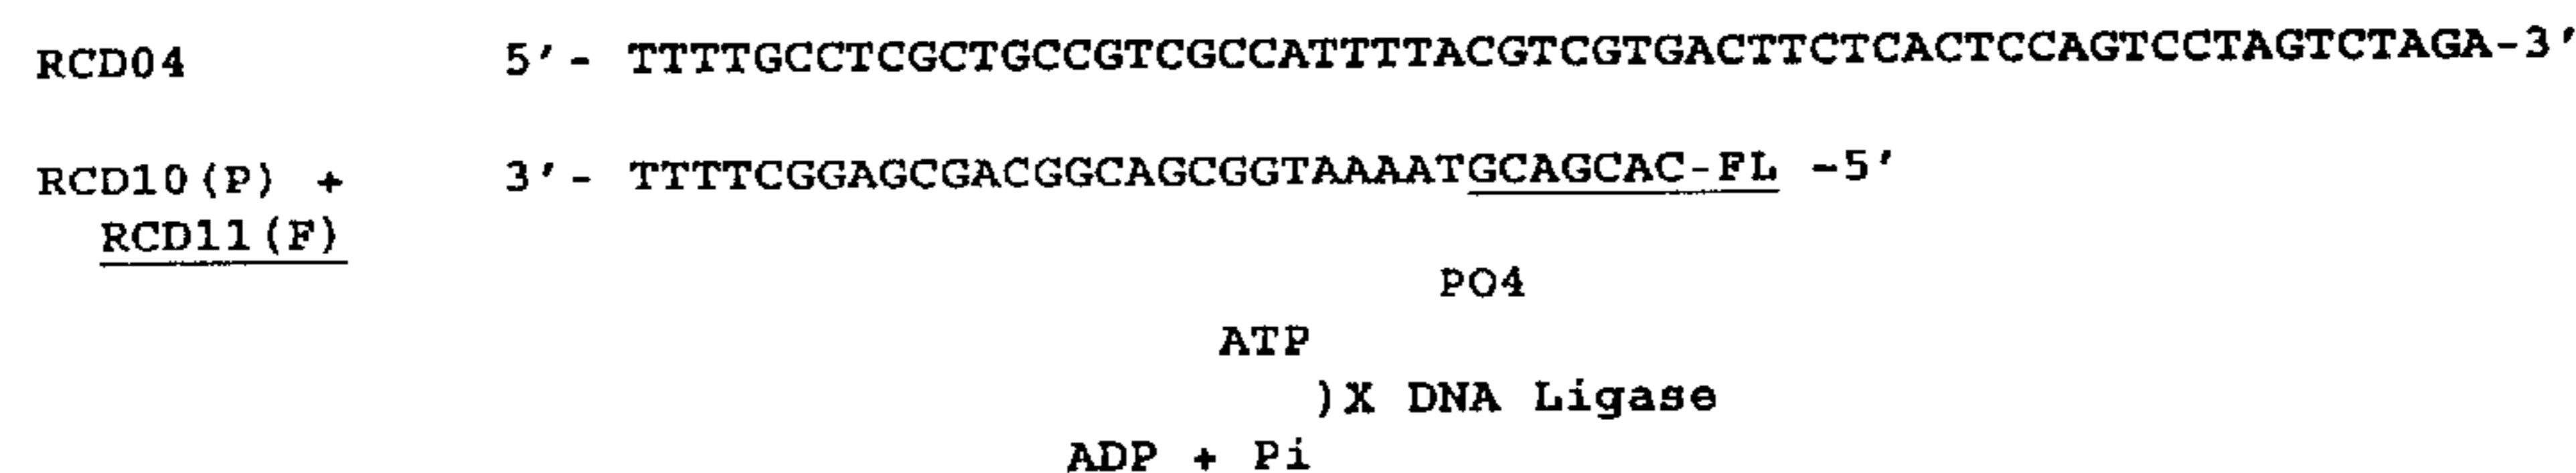 RCD04 5'- TTTTGCCTCGCTGCCGTCGCCATTTTACGTCGTGACTTCTCACTCCAGTCCTAGTCTAGA-3'
RCD10(P) + 3'- TTTTCGGAGCGACGGCAGCGGTAAAATGCAGCAC-FL -5'
RCD11(F)
PO4
ATP
)X DNA Ligase
ADP + Pi